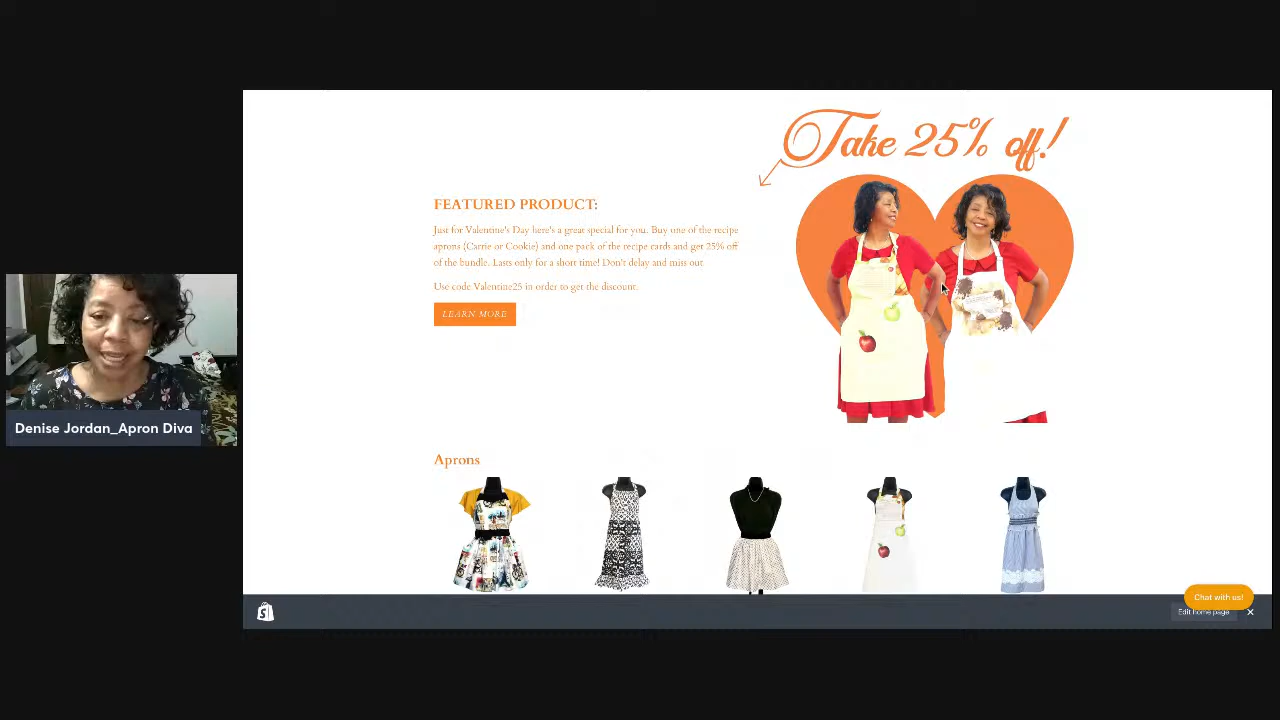 Take 25% off!
FEATURED PRODUCT:
Just for Valentine's Day here's a great special for you. Buy one of the recipe
aprons (Carrie or Cookie) and one pack of the recipe cards and get 25% off
of the bundle. Lasts only for a short time! Don't delay and miss out.
Use code Valentine25 in order to get the discount.
LEARN MORE
Denise Jordan_Apron Diva
Aprons
Chat with us!
Edit home page